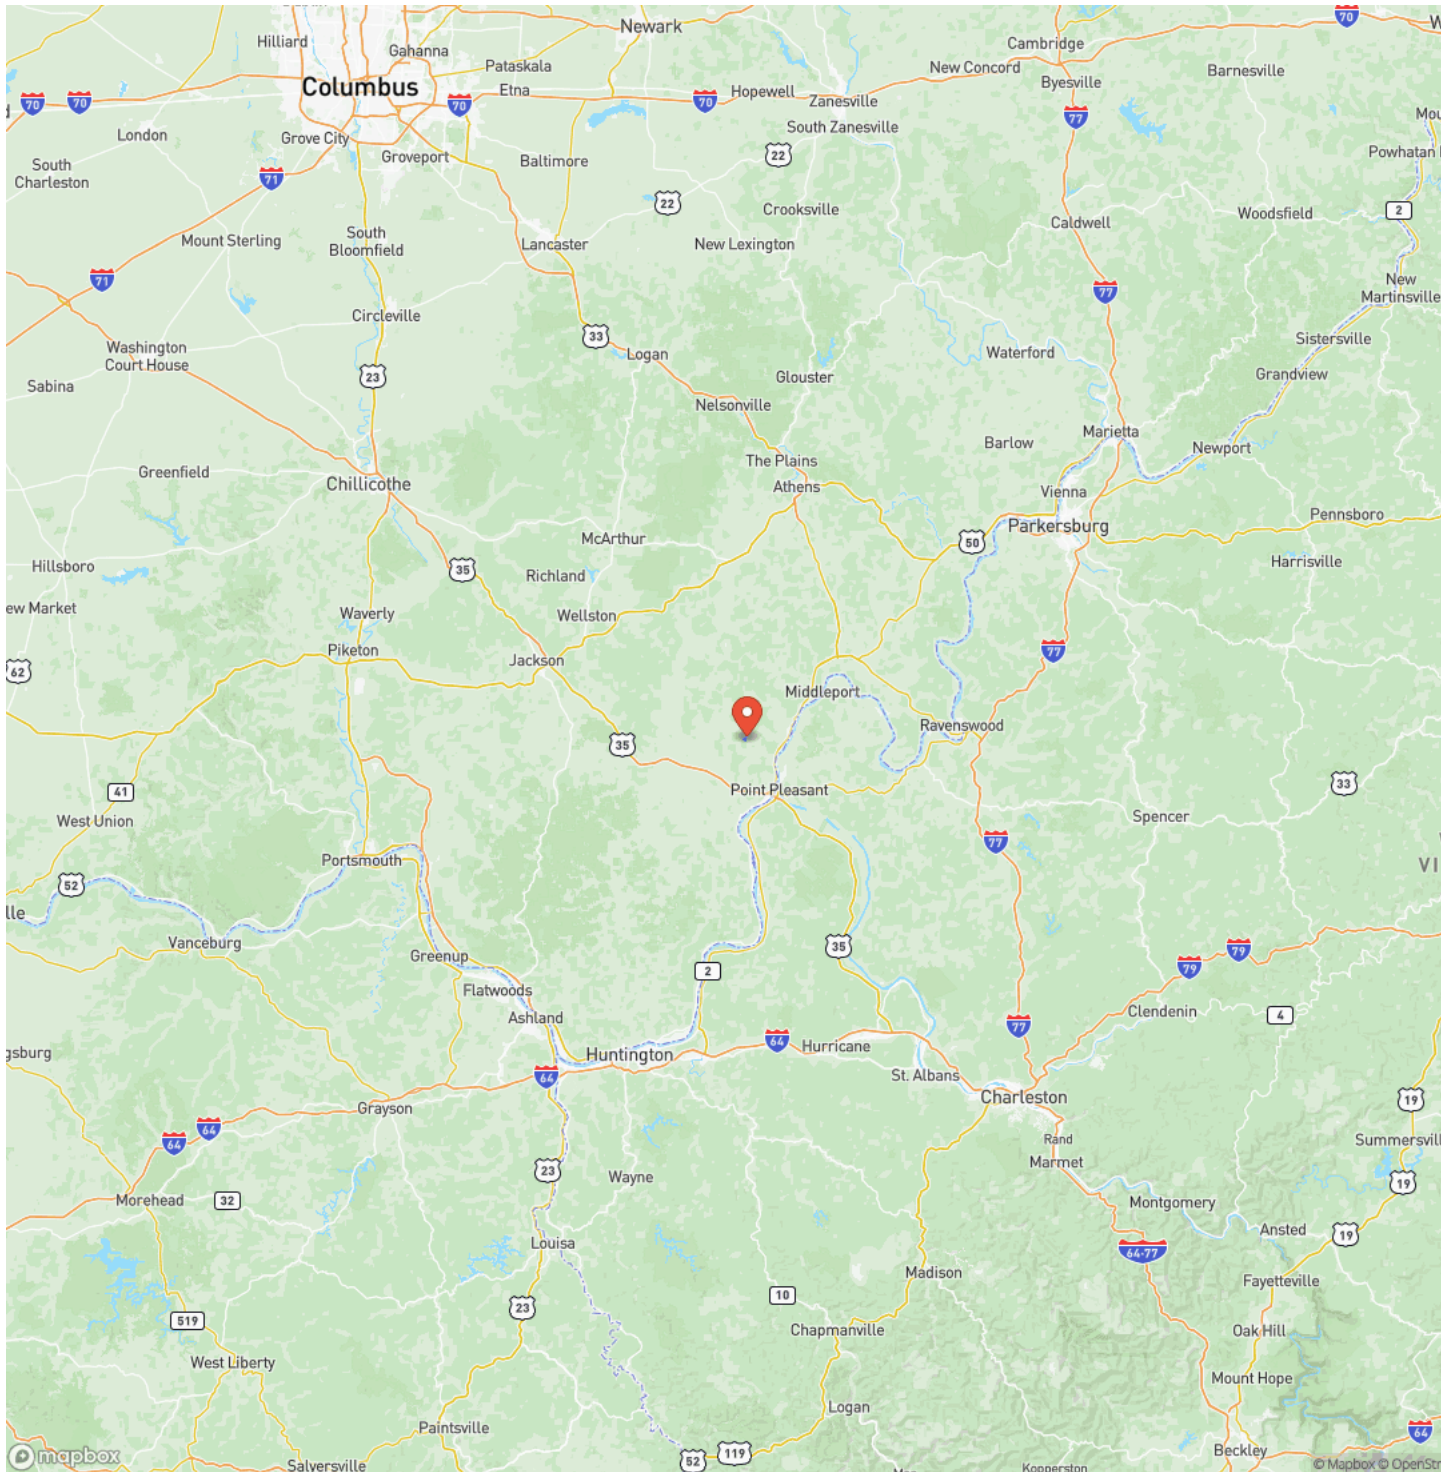 70
Hilliard
Newark
Gahanna
Cambridge
Columbus
Pataskala
New Concord
Byesville
Barnesville
Etna
Hopewell
Zanesville
70
70
70
70
77
London
Grove City
South Zanesville
Groveport
Baltimore
22
Powhatan
South
Charleston
71
22
Crooksville
2
Woodsfield
Caldwell
Mount Sterling
South
Bloomfield
Lancaster
New Lexington
71
77
New
Martinsville
Circleville
33
Sistersville
Washington
Court House
Logan
Waterford
Sabina
23
Glouster
Grandview
Nelsonville
Marietta
Barlow
Newport
Greenfield
The Plains
Chillicothe
Athens
Vienna
Parkersburg
Pennsboro
McArthur
50
Hillsboro
35
Richland
Harrisville
ew Market
Waverly
Wellston
Piketon
Jackson
77
62
Middleport
Ravenswood
35
41
Point Pleasant
33
West Union
Spencer
77
Portsmouth
VI
52
lle
Vanceburg
35
79
Greenup
2
79
Flatwoods
Clendenin
Ashland
4
77
gsburg
Huntington
64
Hurricane
64
St. Albans
Charleston
Grayson
19
64
64
Rand
Summersvil
Marmet
23
Wayne
19
Morehead
32
Montgomery
Ansted
19
Louisa
64-77
Madison
Fayetteville
10
23
519
Chapmanville
Oak Hill
West Liberty
Mount Hope
Logan
Paintsville
64
52
119
Beckley
mapbox
Salversville
Kopperston
© Mapbox © OpenStr